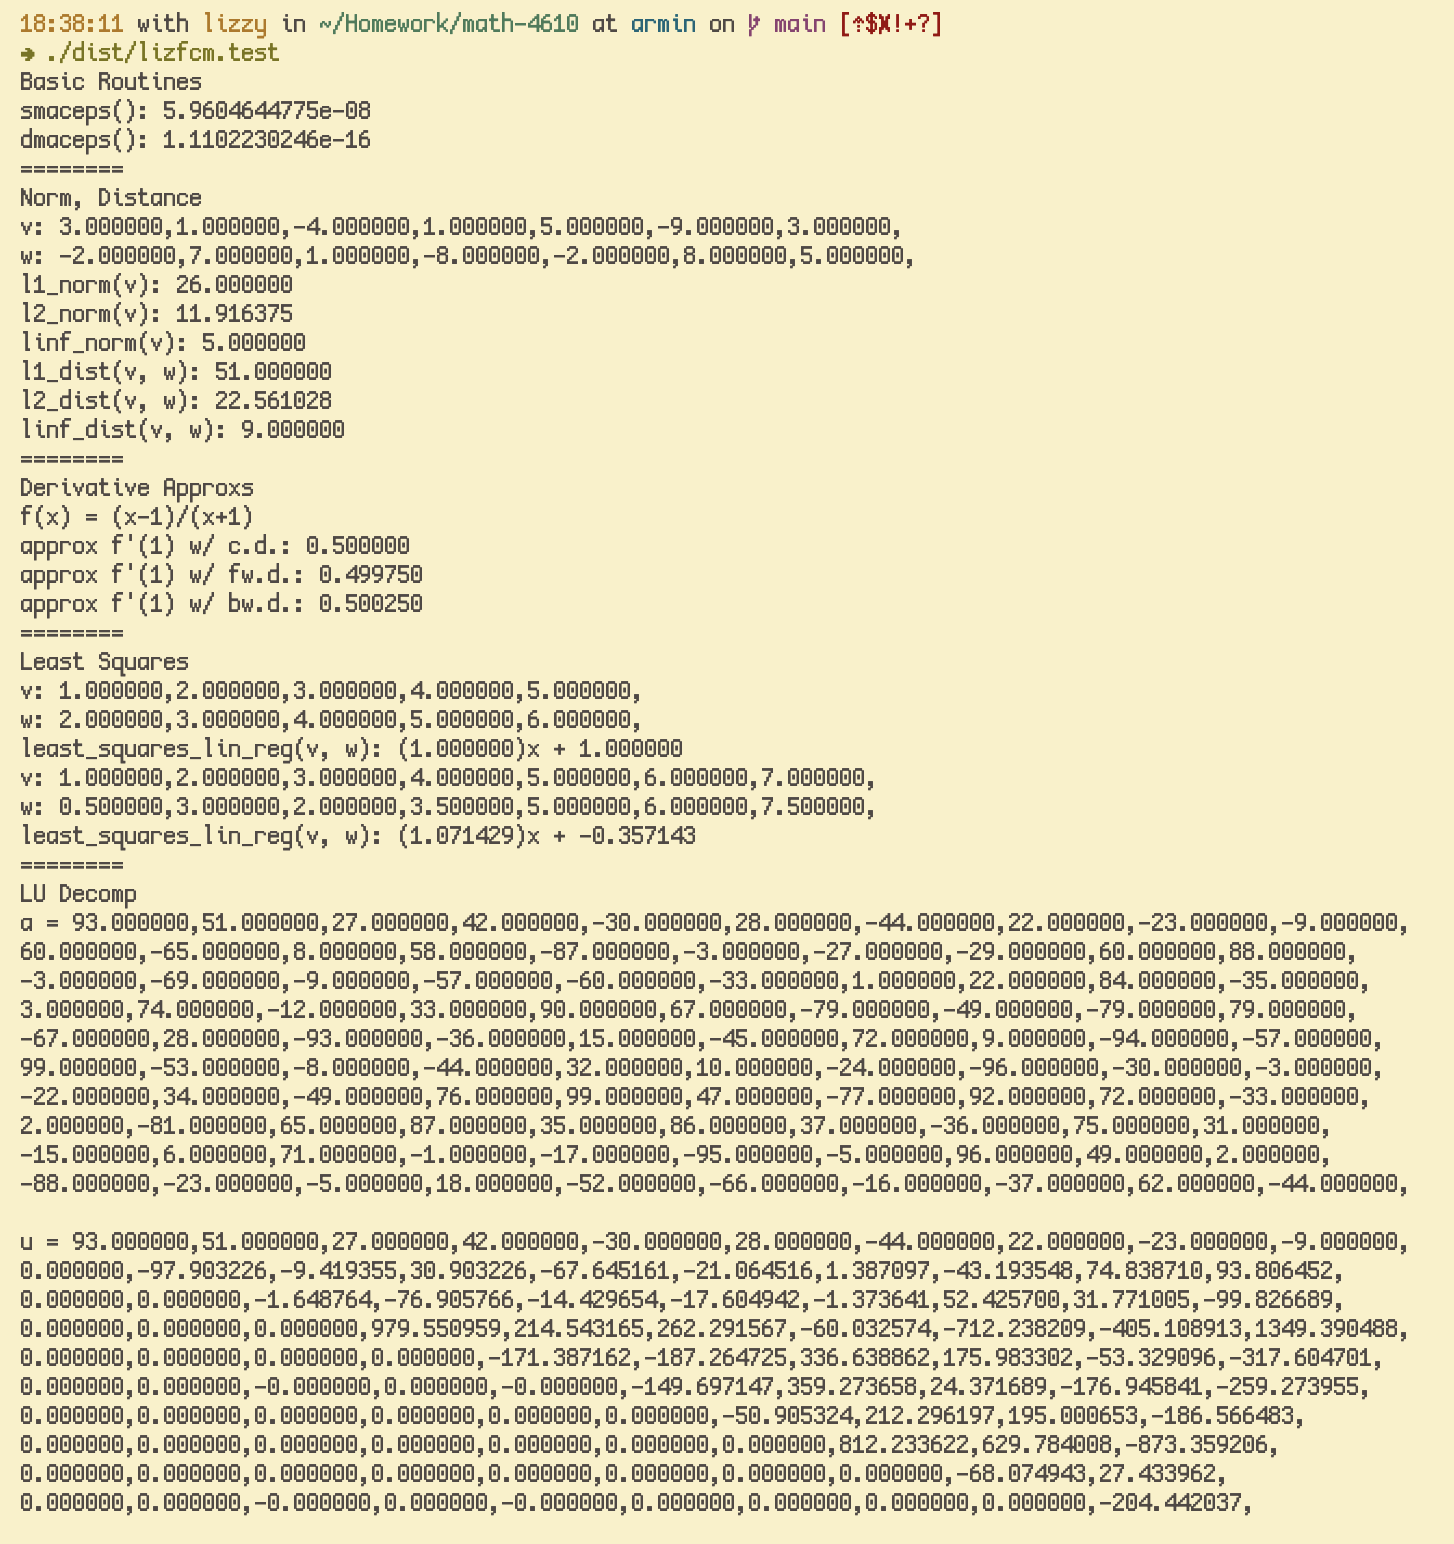 18:38:11 with lizzy in ~/Homework/math-4610 at armin on main [⇡$✘!+?]
➜ ./dist/lizfcm.test
Basic Routines
smaceps(): 5.9604644775e-08
dmaceps(): 1.1102230246e-16
========
Norm, Distance
v: 3.000000,1.000000,-4.000000,1.000000,5.000000,-9.000000,3.000000,
w: -2.000000,7.000000,1.000000,-8.000000,-2.000000,8.000000,5.000000,
l1_norm(v): 26.000000
l2_norm(v): 11.916375
linf_norm(v): 5.000000
l1_dist(v, w): 51.000000
l2_dist(v, w): 22.561028
linf_dist(v, w): 9.000000
========
Derivative Approxs
f(x) = (x-1)/(x+1)
approx f'(1) w/ c.d.: 0.500000
approx f'(1) w/ fw.d.: 0.499750
approx f'(1) w/ bw.d.: 0.500250
========
Least Squares
v: 1.000000,2.000000,3.000000,4.000000,5.000000,
w: 2.000000,3.000000,4.000000,5.000000,6.000000,
least_squares_lin_reg(v, w): (1.000000)x + 1.000000
v: 1.000000,2.000000,3.000000,4.000000,5.000000,6.000000,7.000000,
w: 0.500000,3.000000,2.000000,3.500000,5.000000,6.000000,7.500000,
least_squares_lin_reg(v, w): (1.071429)x + -0.357143
========
LU Decomp
a = 93.000000,51.000000,27.000000,42.000000,-30.000000,28.000000,-44.000000,22.000000,-23.000000,-9.000000,
60.000000,-65.000000,8.000000,58.000000,-87.000000,-3.000000,-27.000000,-29.000000,60.000000,88.000000,
-3.000000,-69.000000,-9.000000,-57.000000,-60.000000,-33.000000,1.000000,22.000000,84.000000,-35.000000,
3.000000,74.000000,-12.000000,33.000000,90.000000,67.000000,-79.000000,-49.000000,-79.000000,79.000000,
-67.000000,28.000000,-93.000000,-36.000000,15.000000,-45.000000,72.000000,9.000000,-94.000000,-57.000000,
99.000000,-53.000000,-8.000000,-44.000000,32.000000,10.000000,-24.000000,-96.000000,-30.000000,-3.000000,
-22.000000,34.000000,-49.000000,76.000000,99.000000,47.000000,-77.000000,92.000000,72.000000,-33.000000,
2.000000,-81.000000,65.000000,87.000000,35.000000,86.000000,37.000000,-36.000000,75.000000,31.000000,
-15.000000,6.000000,71.000000,-1.000000,-17.000000,-95.000000,-5.000000,96.000000,49.000000,2.000000,
-88.000000,-23.000000,-5.000000,18.000000,-52.000000,-66.000000,-16.000000,-37.000000,62.000000,-44.000000,
u = 93.000000,51.000000,27.000000,42.000000,-30.000000,28.000000,-44.000000,22.000000,-23.000000,-9.000000,
0.000000,-97.903226,-9.419355,30.903226,-67.645161,-21.064516,1.387097,-43.193548,74.838710,93.806452,
0.000000,0.000000,-1.648764,-76.905766,-14.429654,-17.604942,-1.373641,52.425700,31.771005,-99.826689,
0.000000,0.000000,0.000000,979.550959,214.543165,262.291567,-60.032574,-712.238209,-405.108913,1349.390488,
0.000000,0.000000,0.000000,0.000000,-171.387162,-187.264725,336.638862,175.983302,-53.329096,-317.604701,
0.000000,0.000000,-0.000000,0.000000,-0.000000,-149.697147,359.273658,24.371689,-176.945841,-259.273955,
0.000000,0.000000,0.000000,0.000000,0.000000,0.000000,-50.905324,212.296197,195.000653,-186.566483,
0.000000,0.000000,0.000000,0.000000,0.000000,0.000000,0.000000,812.233622,629.784008,-873.359206,
0.000000,0.000000,0.000000,0.000000,0.000000,0.000000,0.000000,0.000000,-68.074943,27.433962,
0.000000,0.000000,-0.000000,0.000000,-0.000000,0.000000,0.000000,0.000000,0.000000,-204.442037,